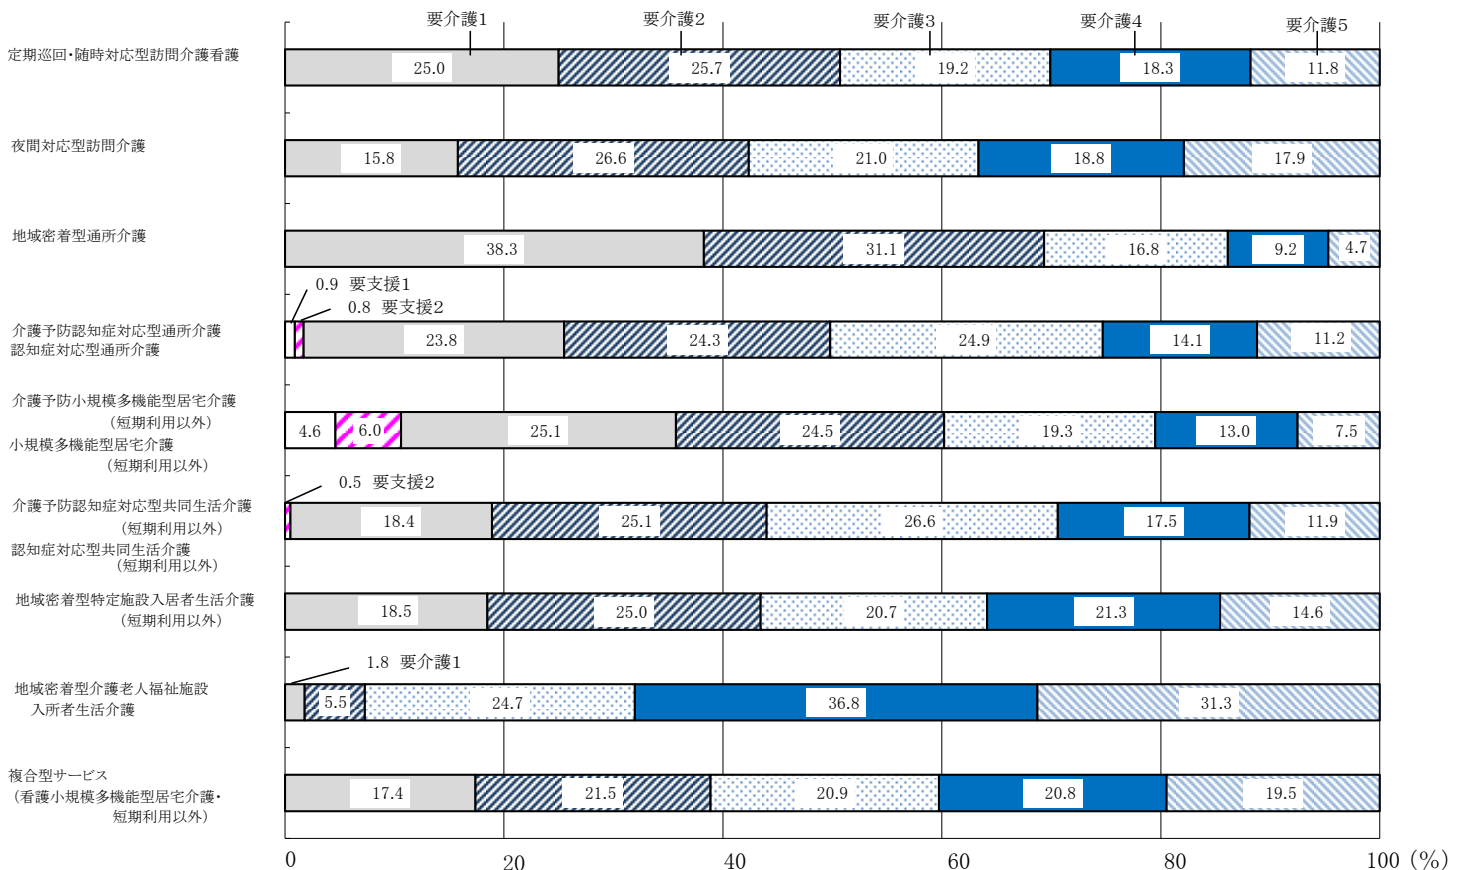 要介護1 要介護2 要介護3 要介護4 要介護5
定期巡回・随時対応型訪問介護看護
25.0 25.7 19.2 18.3 11.8
夜間対応型訪問介護
15.8 26.6 21.0 18.8 17.9
地域密着型通所介護
38.3 31.1 16.8 9.2 4.7
0.9 要支援1
0.8 要支援2
介護予防認知症対応型通所介護
認知症対応型通所介護
23.8 24.3 24.9 14.1 11.2
介護予防小規模多機能型居宅介護
(短期利用以外)
小規模多機能型居宅介護
(短期利用以外)
4.6 6.0 25.1 24.5 19.3 13.0 7.5
0.5 要支援2
介護予防認知症対応型共同生活介護
(短期利用以外)
認知症対応型共同生活介護
(短期利用以外)
18.4 25.1 26.6 17.5 11.9
地域密着型特定施設入居者生活介護
(短期利用以外)
18.5 25.0 20.7 21.3 14.6
1.8 要介護1
地域密着型介護老人福祉施設
入所者生活介護
5.5 24.7 36.8 31.3
複合型サービス
(看護小規模多機能型居宅介護・
短期利用以外)
17.4 21.5 20.9 20.8 19.5
0 20 40 60 80 100 (%)